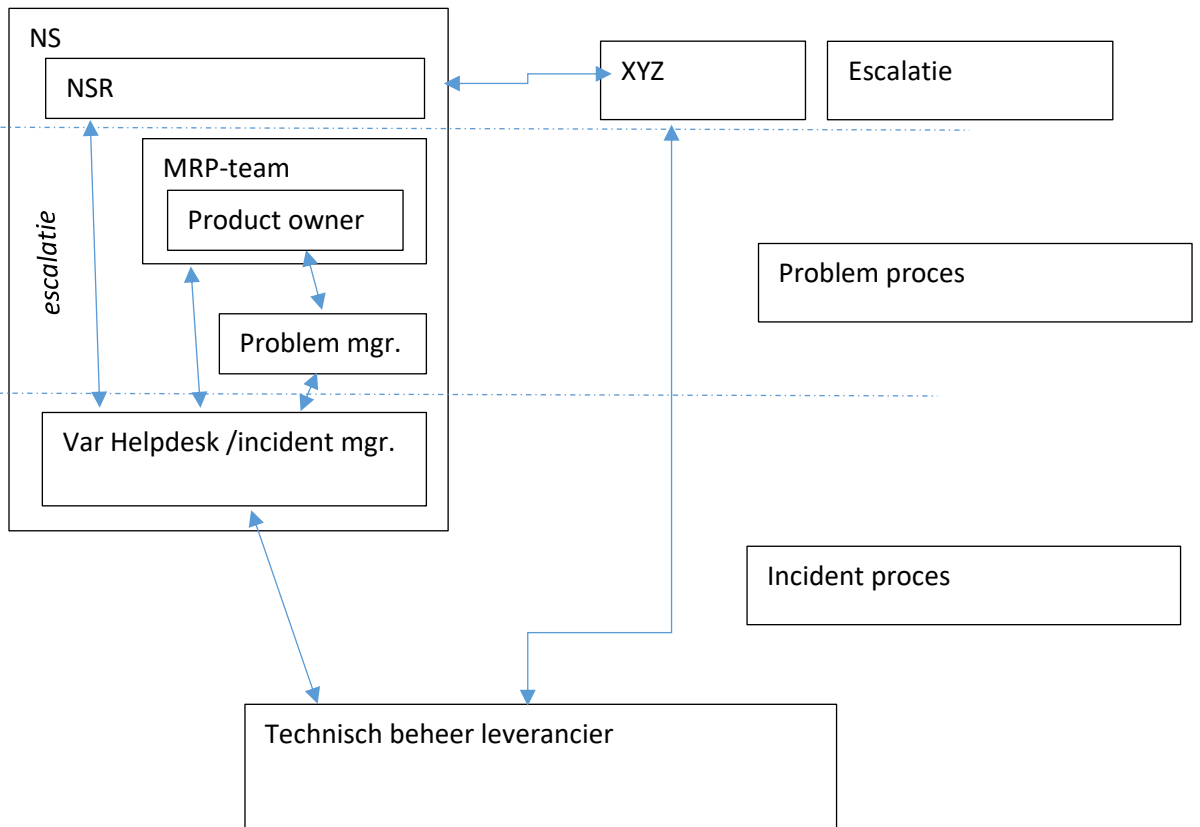 NS
NSR
XYZ
Escalatie
MRP-team
Product owner
escalatie
Problem proces
Problem mgr.
Var Helpdesk /incident mgr.
Incident proces
Technisch beheer leverancier